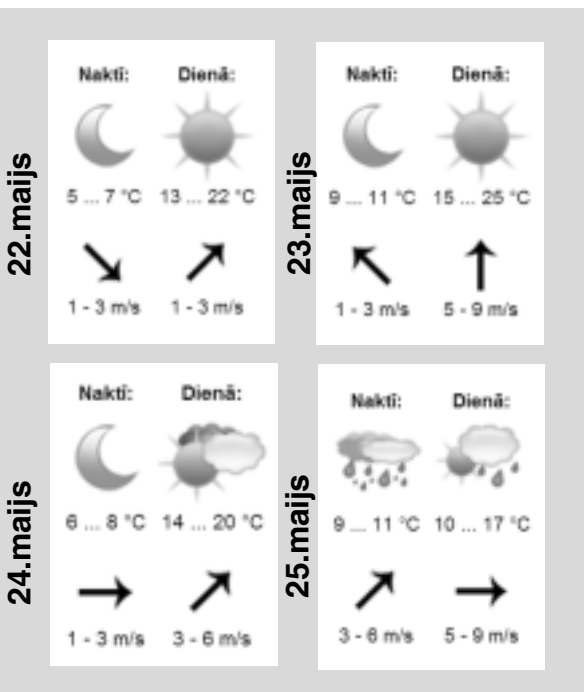 22.maijs
Naktī: Dienā:
5 ... 7 °C 13 ... 22 °C
1 - 3 m/s 1 - 3 m/s
23.maijs
Naktī: Dienā:
9 ... 11 °C 15 ... 25 °C
1 - 3 m/s 5 - 9 m/s
24.maijs
Naktī: Dienā:
6 ... 8 °C 14 ... 20 °C
1 - 3 m/s 3 - 6 m/s
25.maijs
Naktī: Dienā:
9 ... 11 °C 10 ... 17 °C
3 - 6 m/s 5 - 9 m/s